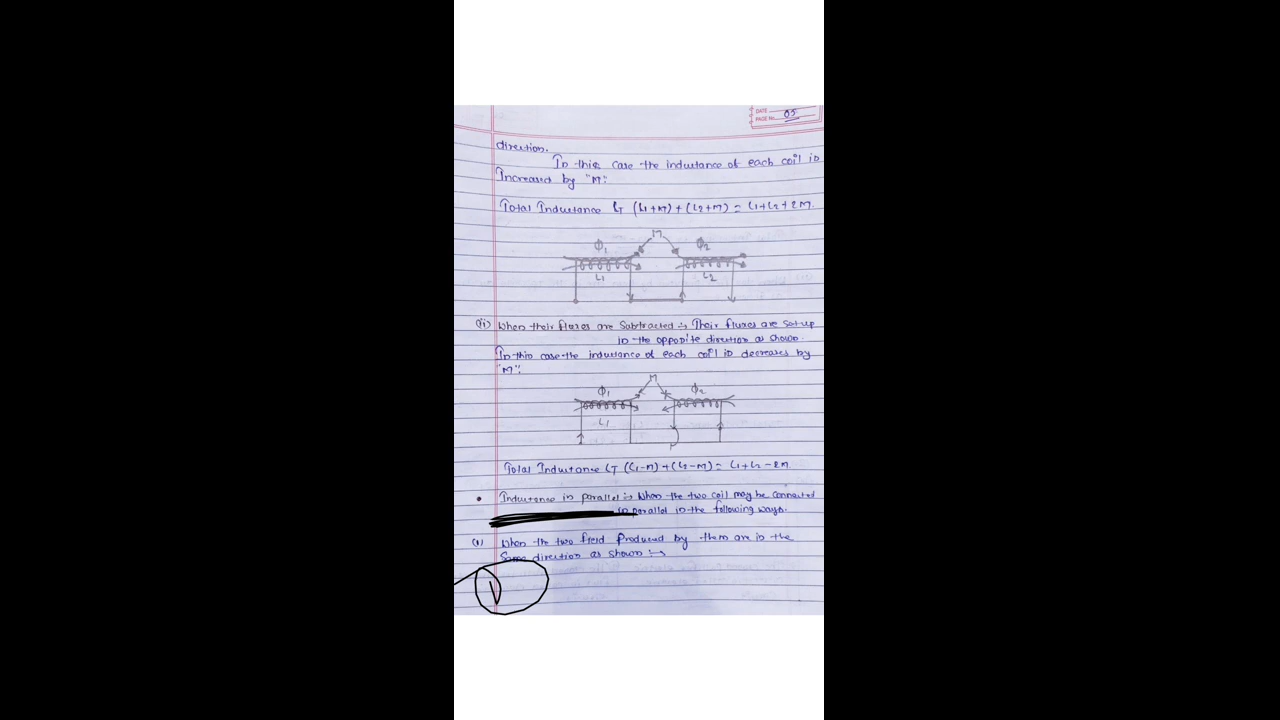 DATE
PAGE No. 05
direction.
In this case the inductance of each coil is
Increased by "M".
Total Inductance LT (L1+M) + (L2+M) = L1+L2+2M.
M
Φ1 Φ2
L1 L2
(ii) When their fluxes are Subtracted :- Their fluxes are set-up
in the opposite direction as shown.
In this case the inductance of each coil is decreases by
"M".
M
Φ1 Φ2
L1
Total Inductance LT (L1-M) + (L2-M) = L1+L2-2M
• Inductance in parallel :- When the two coil may be connected
in parallel in the following ways.
(i) When the two field produced by them are in the
Same direction as shown :-